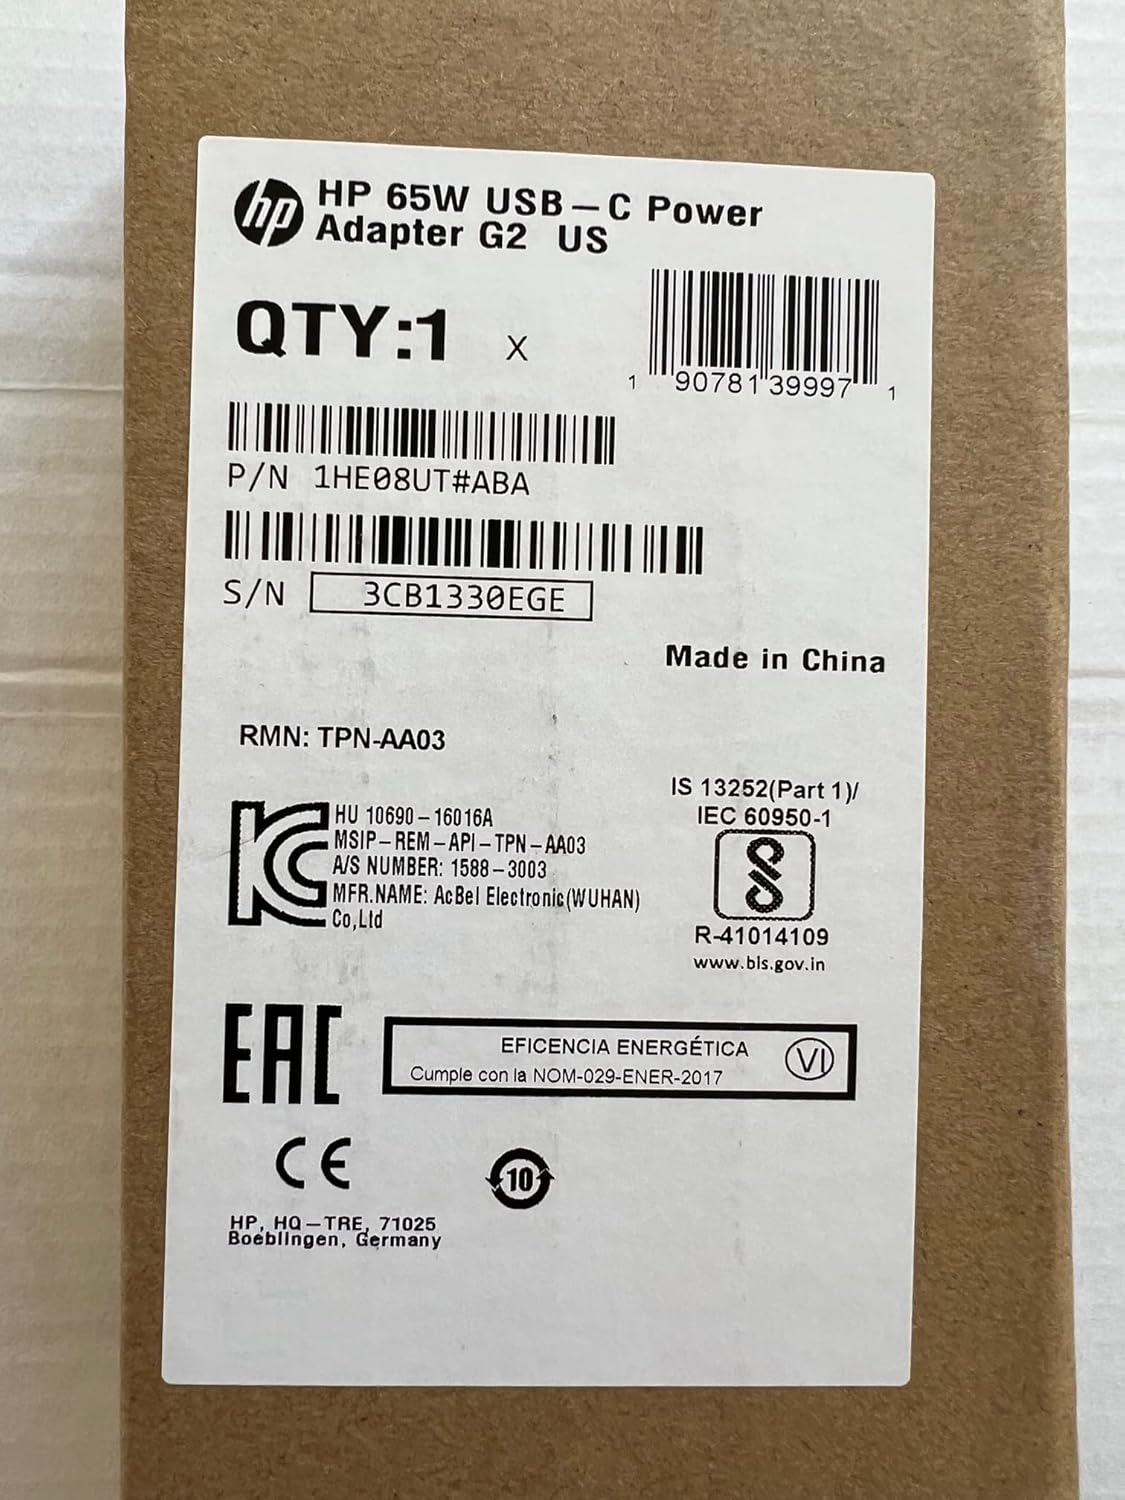 hp
HP 65W USB-C Power
Adapter G2 US
QTY:1 X
1 90781 39997 1
P/N 1HE08UT#ABA
S/N 3CB1330EGE
Made in China
RMN: TPN-AA03
HU 10690-16016A
MSIP-REM-API-TPN-AA03
A/S NUMBER: 1588-3003
MFR.NAME: AcBel Electronic(WUHAN)
Co,Ltd
IS 13252(Part 1)/
IEC 60950-1
R-41014109
www.bis.gov.in
EAC
EFICENCIA ENERGÉTICA
Cumple con la NOM-029-ENER-2017
VI
CE
10
HP, HQ-TRE, 71025
Boeblingen, Germany